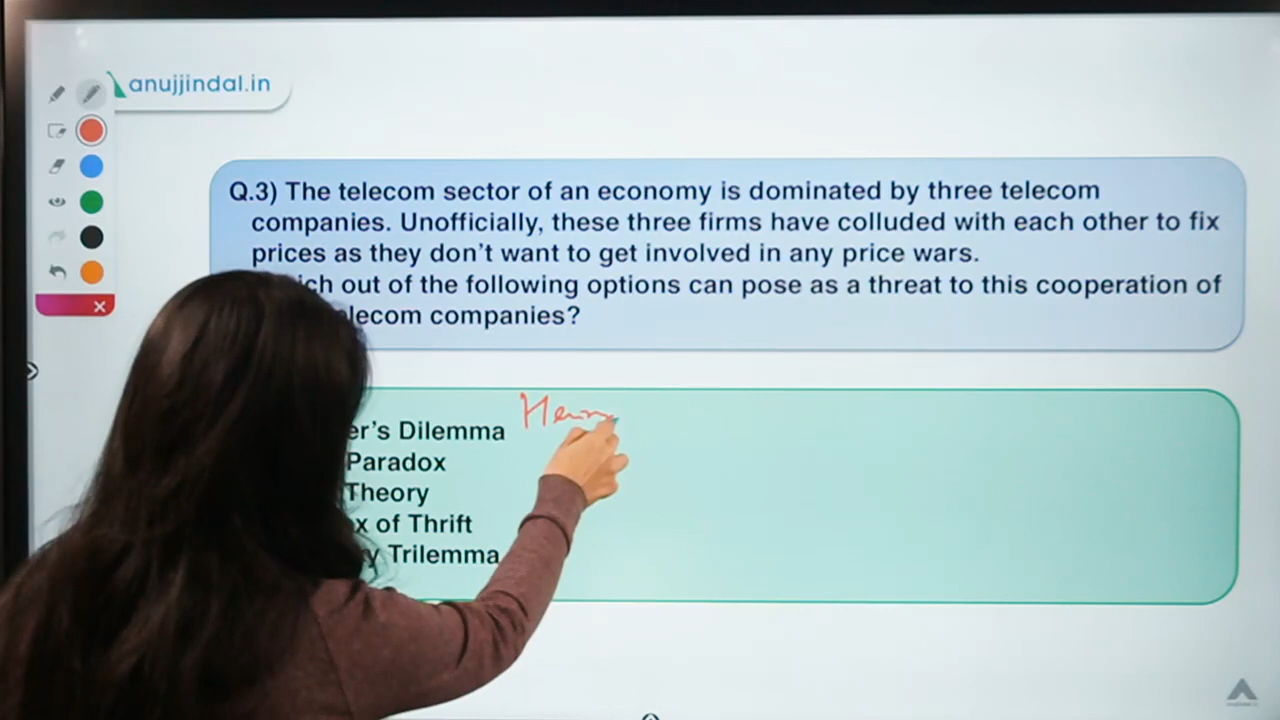 anujjindal.in
Q.3) The telecom sector of an economy is dominated by three telecom
companies. Unofficially, these three firms have colluded with each other to fix
prices as they don't want to get involved in any price wars.
out of the following options can pose as a threat to this cooperation of
companies?
Dilemma
Paradox
Theory
of Thrift
Trilemma